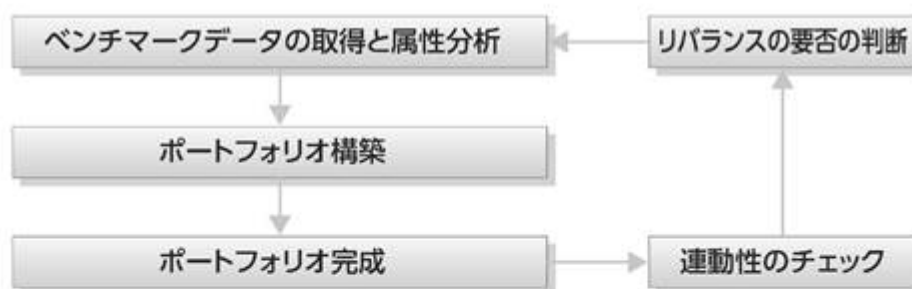 ベンチマークデータの取得と属性分析
リバランスの要否の判断
ポートフォリオ構築
ポートフォリオ完成
連動性のチェック